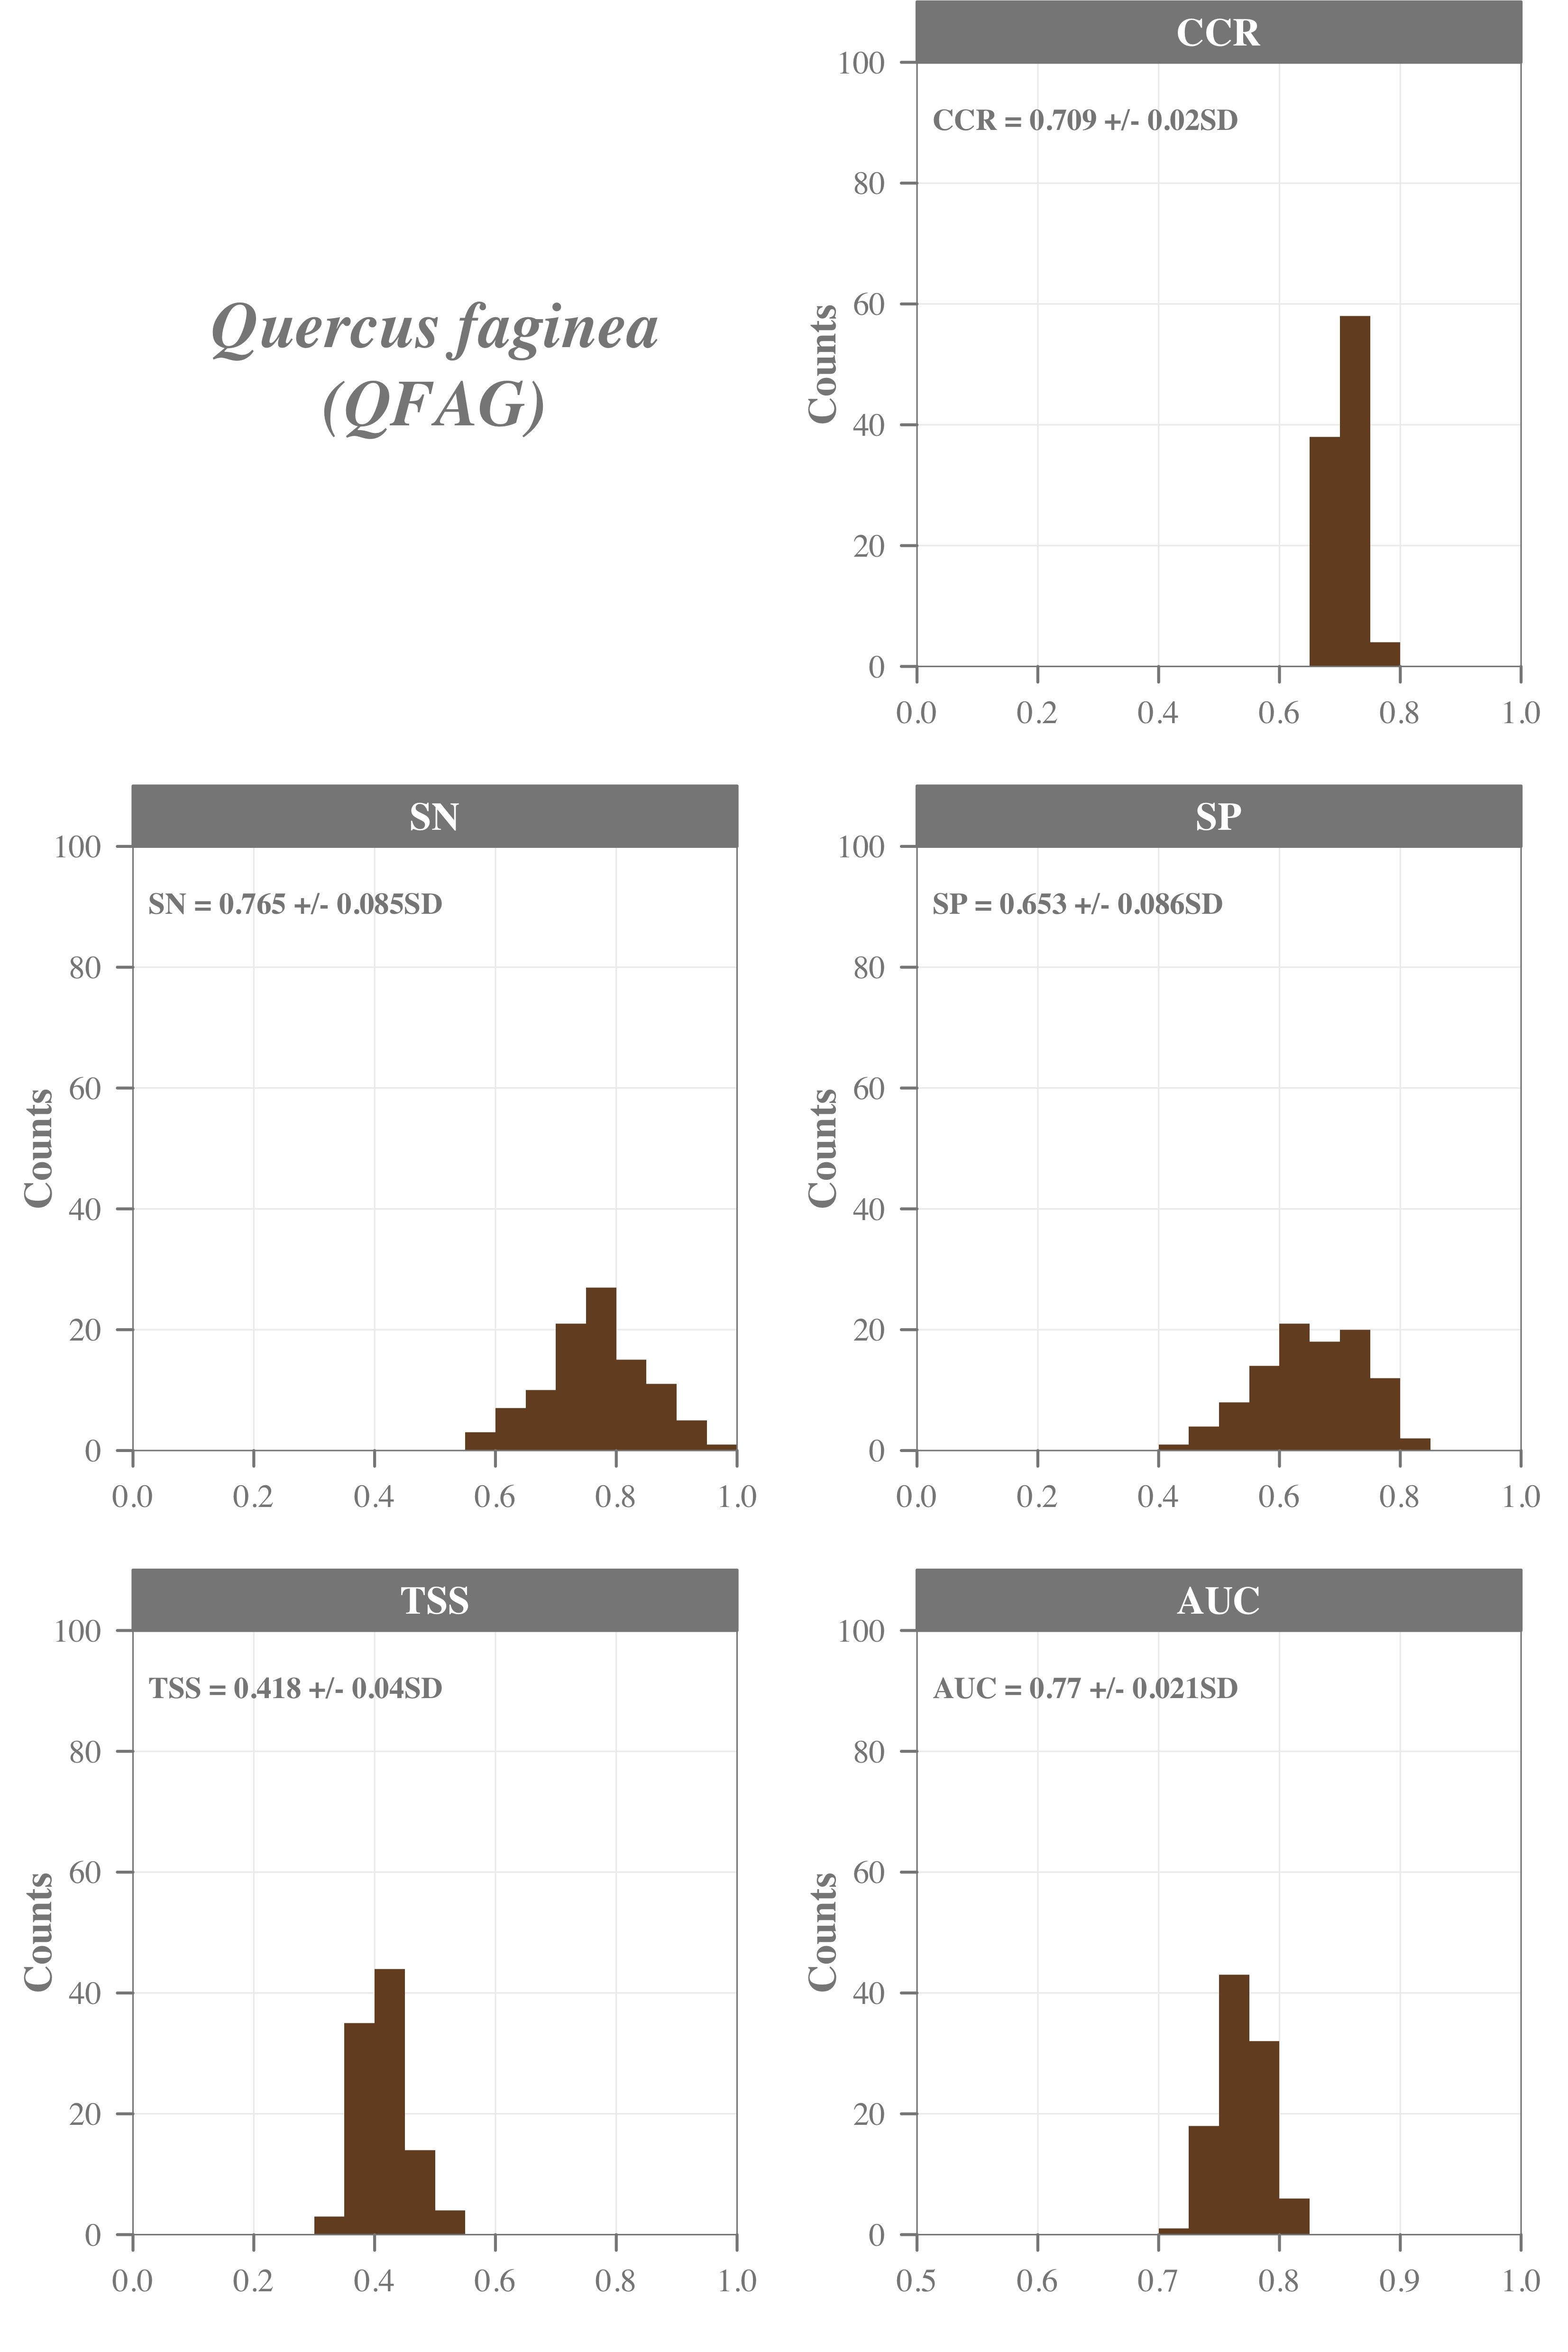 Quercus faginea
(QFAG)
CCR
CCR = 0.709 +/- 0.02SD
Counts
100
80
60
40
20
0
0.0 0.2 0.4 0.6 0.8 1.0
SN
SN = 0.765 +/- 0.085SD
Counts
100
80
60
40
20
0
0.0 0.2 0.4 0.6 0.8 1.0
SP
SP = 0.653 +/- 0.086SD
Counts
100
80
60
40
20
0
0.0 0.2 0.4 0.6 0.8 1.0
TSS
TSS = 0.418 +/- 0.04SD
Counts
100
80
60
40
20
0
0.0 0.2 0.4 0.6 0.8 1.0
AUC
AUC = 0.77 +/- 0.021SD
Counts
100
80
60
40
20
0
0.5 0.6 0.7 0.8 0.9 1.0